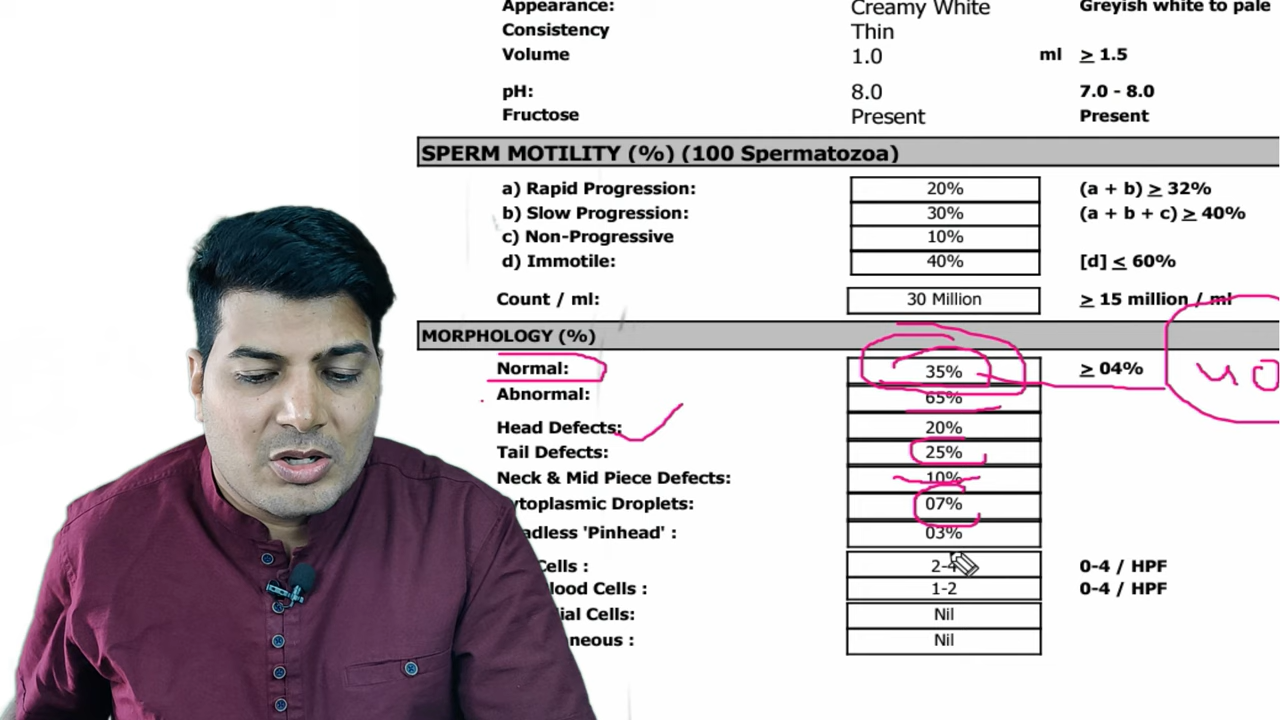 Appearance: Creamy White Greyish white to pale
Consistency Thin
Volume 1.0 ml ≥ 1.5
pH: 8.0 7.0 - 8.0
Fructose Present Present
SPERM MOTILITY (%) (100 Spermatozoa)
a) Rapid Progression: 20% (a + b) ≥ 32%
b) Slow Progression: 30% (a + b + c) ≥ 40%
c) Non-Progressive 10%
d) Immotile: 40% [d] ≤ 60%
Count / ml: 30 Million ≥ 15 million / ml
MORPHOLOGY (%)
Normal: 35% ≥ 04%
Abnormal: 65%
Head Defects: 20%
Tail Defects: 25%
Neck & Mid Piece Defects: 10%
ytoplasmic Droplets: 07%
adless 'Pinhead' : 03%
Cells : 2-4 0-4 / HPF
lood Cells : 1-2 0-4 / HPF
ial Cells: Nil
neous : Nil